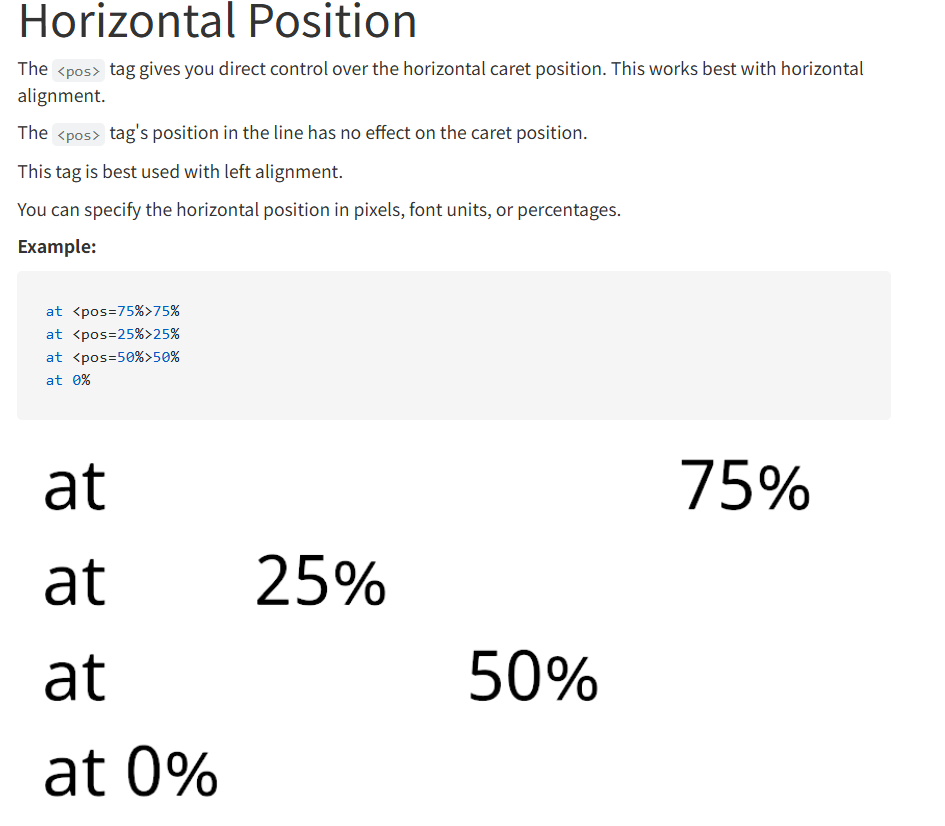 Horizontal Position
The <pos> tag gives you direct control over the horizontal caret position. This works best with horizontal
alignment.
The <pos> tag's position in the line has no effect on the caret position.
This tag is best used with left alignment.
You can specify the horizontal position in pixels, font units, or percentages.
Example:
at <pos=75%>75%
at <pos=25%>25%
at <pos=50%>50%
at 0%
at 75%
at 25%
at 50%
at 0%